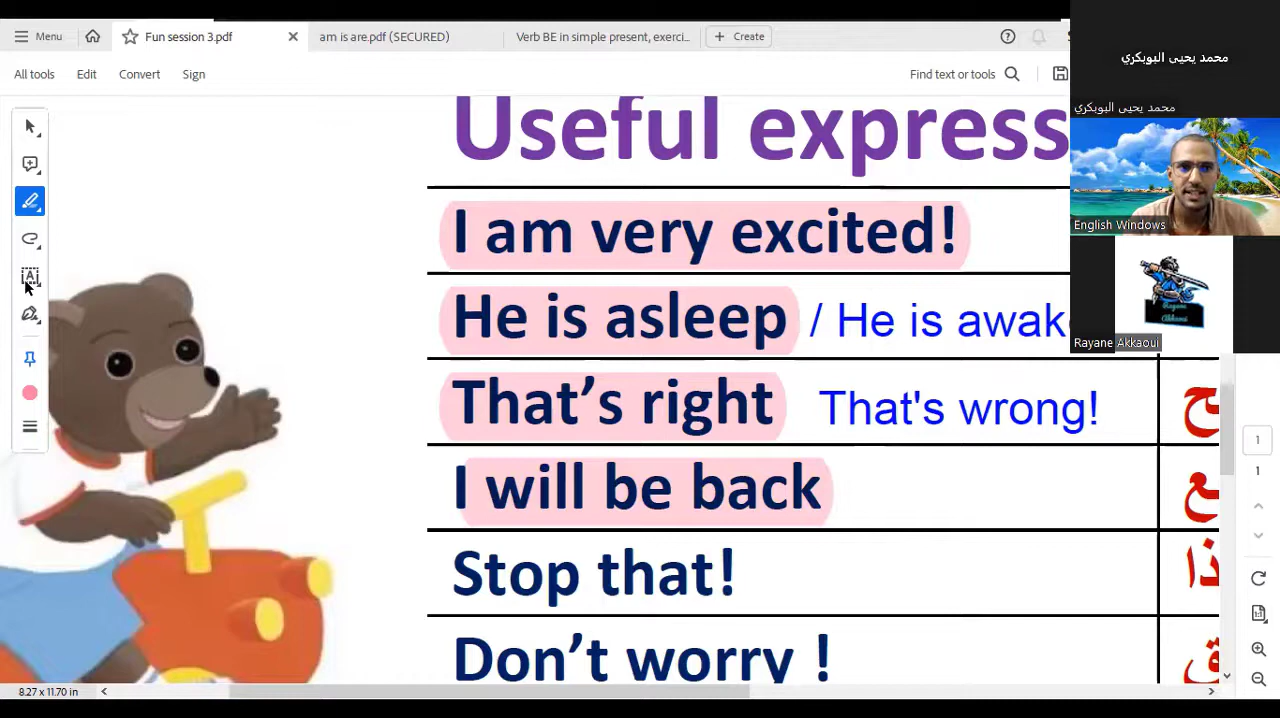 Menu
Fun session 3.pdf
am is are.pdf (SECURED)
Verb BE in simple present, exerci...
Create
All tools
Edit
Convert
Sign
Find text or tools
محمد يحيى البوبكري
محمد يحيى البوبكري
English Windows
Rayane Akkaoui
Rayane
Akkaoui
Useful express
I am very excited!
He is asleep / He is awak
That's right That's wrong!
I will be back
Stop that!
Don't worry !
1
1
8.27 x 11.70 in